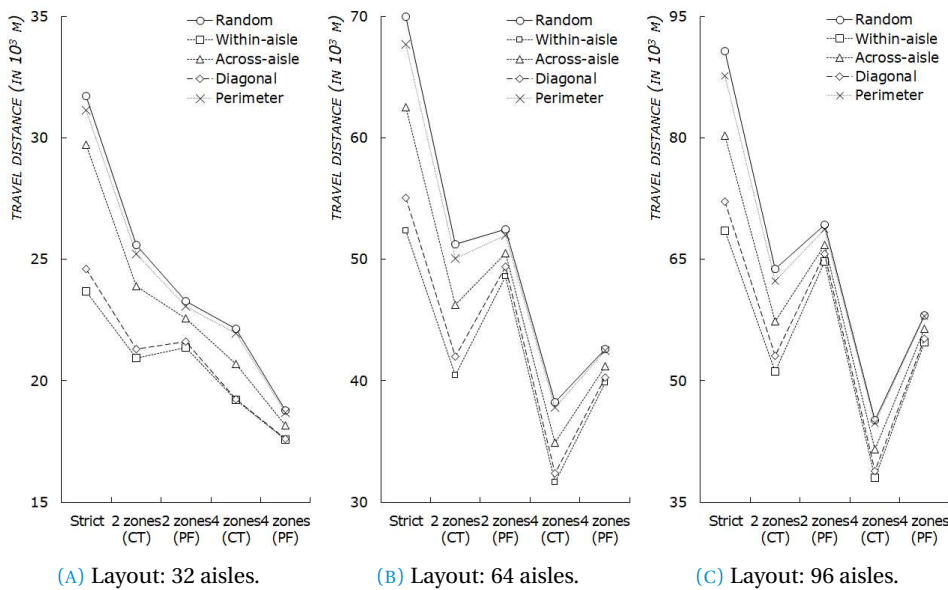 35
30
25
20
15
TRAVEL DISTANCE (IN 10³ M)
Random
Within-aisle
Across-aisle
Diagonal
Perimeter
Strict 2 zones 2 zones 4 zones 4 zones
(CT) (PF) (CT) (PF)
(A) Layout: 32 aisles.
70
60
50
40
30
TRAVEL DISTANCE (IN 10³ M)
Random
Within-aisle
Across-aisle
Diagonal
Perimeter
Strict 2 zones 2 zones 4 zones 4 zones
(CT) (PF) (CT) (PF)
(B) Layout: 64 aisles.
95
80
65
50
35
TRAVEL DISTANCE (IN 10³ M)
Random
Within-aisle
Across-aisle
Diagonal
Perimeter
Strict 2 zones 2 zones 4 zones 4 zones
(CT) (PF) (CT) (PF)
(C) Layout: 96 aisles.